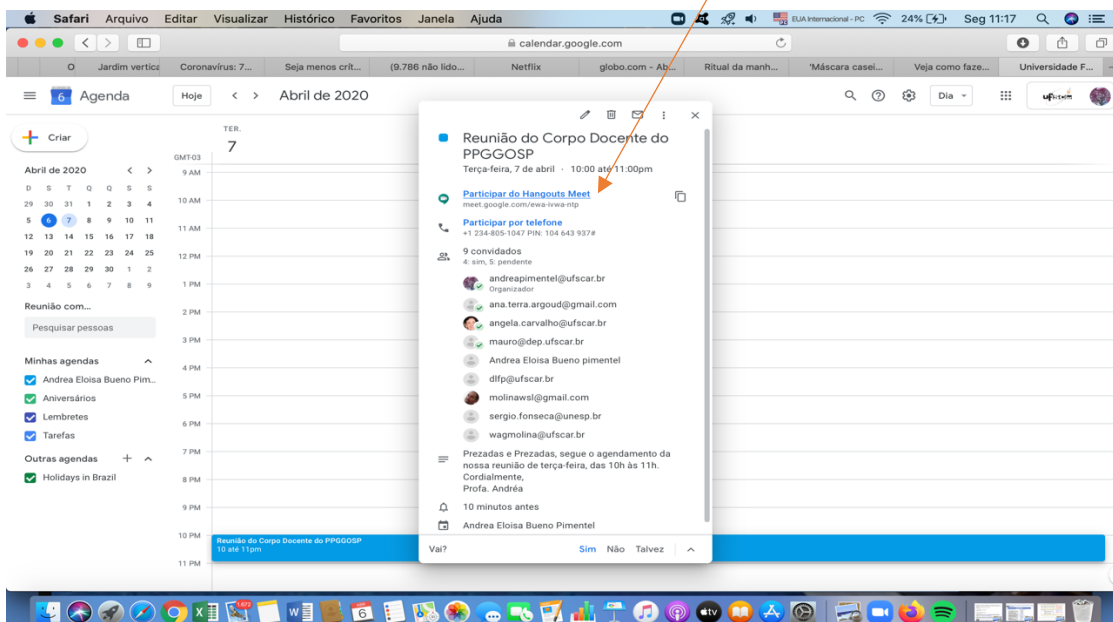 Safari Arquivo Editar Visualizar Histórico Favoritos Janela Ajuda EUA Internacional - PC 24% Seg 11:17
calendar.google.com
O Jardim vertica Coronavírus: 7... Seja menos crít... (9.786 não lido... Netflix globo.com - Ab... Ritual da manh... 'Máscara casei... Veja como faze... Universidade F...
6 Agenda Hoje Abril de 2020 Dia
Criar
Abril de 2020
D S T Q Q S S
29 30 31 1 2 3 4
5 6 7 8 9 10 11
12 13 14 15 16 17 18
19 20 21 22 23 24 25
26 27 28 29 30 1 2
3 4 5 6 7 8 9
Reunião com...
Pesquisar pessoas
Minhas agendas
Andrea Eloisa Bueno Pim...
Aniversários
Lembretes
Tarefas
Outras agendas
Holidays in Brazil
TER.
7
GMT-03
9 AM
10 AM
11 AM
12 PM
1 PM
2 PM
3 PM
4 PM
5 PM
6 PM
7 PM
8 PM
9 PM
10 PM
11 PM
Reunião do Corpo Docente do PPGGOSP
10 até 11pm
Reunião do Corpo Docente do
PPGGOSP
Terça-feira, 7 de abril · 10:00 até 11:00pm
Participar do Hangouts Meet
meet.google.com/ewa-ivwa-ntp
Participar por telefone
+1 234-805-1047 PIN: 104 643 937#
9 convidados
4: sim, 5: pendente
andreapimentel@ufscar.br
Organizador
ana.terra.argoud@gmail.com
angela.carvalho@ufscar.br
mauro@dep.ufscar.br
Andrea Eloisa Bueno pimentel
dlfp@ufscar.br
molinawsl@gmail.com
sergio.fonseca@unesp.br
wagmolina@ufscar.br
Prezadas e Prezadas, segue o agendamento da
nossa reunião de terça-feira, das 10h às 11h.
Cordialmente,
Profa. Andréa
10 minutos antes
Andrea Eloisa Bueno Pimentel
Vai? Sim Não Talvez